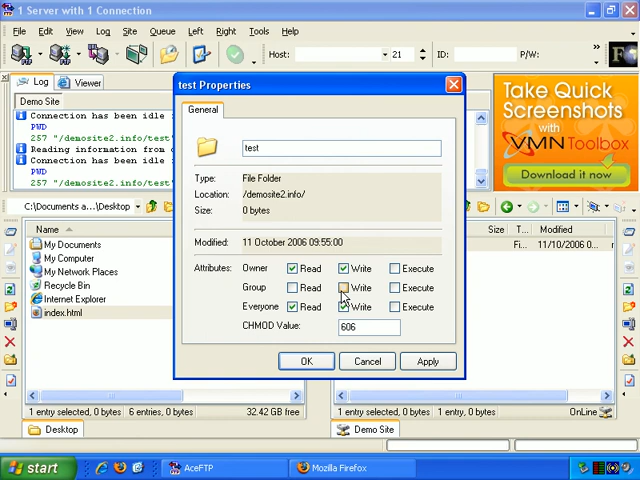 1 Server with 1 Connection
File Edit View Log Site Queue Return Tools Help
Host: 21 ID: P/W:
Log Viewer
Demo Site
Connection has been idle
PWD
257 "/demosite2.info/test"
Reading information from
Connection has been idle
PWD
257 "/demosite2.info/test"
Take Quick
Screenshots
with
VMN Toolbox
Download it now
test Properties
General
test
Type: File Folder
Location: /demosite2.info/
Size: 0 bytes
Modified: 11 October 2006 09:55:00
Attributes: Owner Read Write Execute
Group Read Write Execute
Everyone Read Write Execute
CHMOD Value: 606
OK Cancel Apply
C:\Documents a...\Desktop
Name
My Documents
My Computer
My Network Places
Recycle Bin
Internet Explorer
index.html
Size Type Modified
Fi... 11/10/2006 0...
1 entry selected, 0 bytes 6 entries, 0 bytes 32.42 GB free
1 entry selected, 0 bytes 1 entry, 0 bytes OnLine
Desktop
Demo Site
start AceFTP Mozilla Firefox